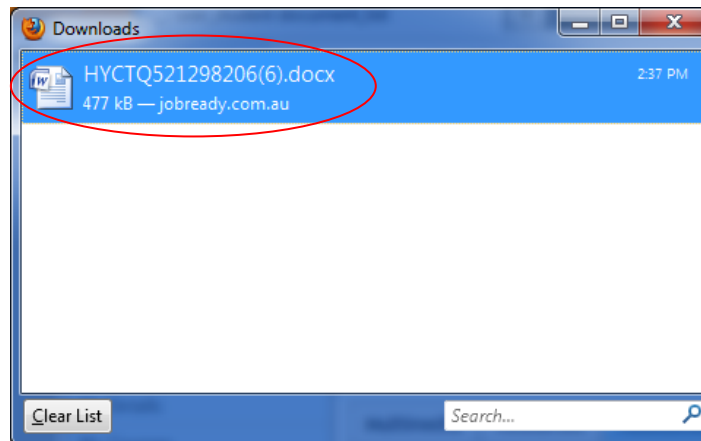 Downloads
HYCTQ521298206(6).docx
2:37 PM
477 kB — jobready.com.au
Clear List
Search...